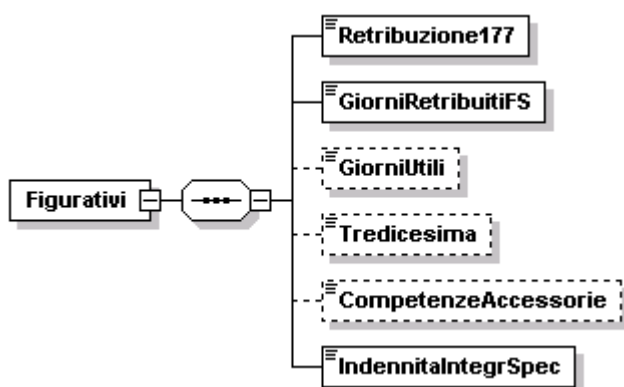 Retribuzione177
GiorniRetribuitiFS
GiorniUtili
Figurativi
Tredicesima
CompetenzeAccessorie
IndennitaIntegrSpec